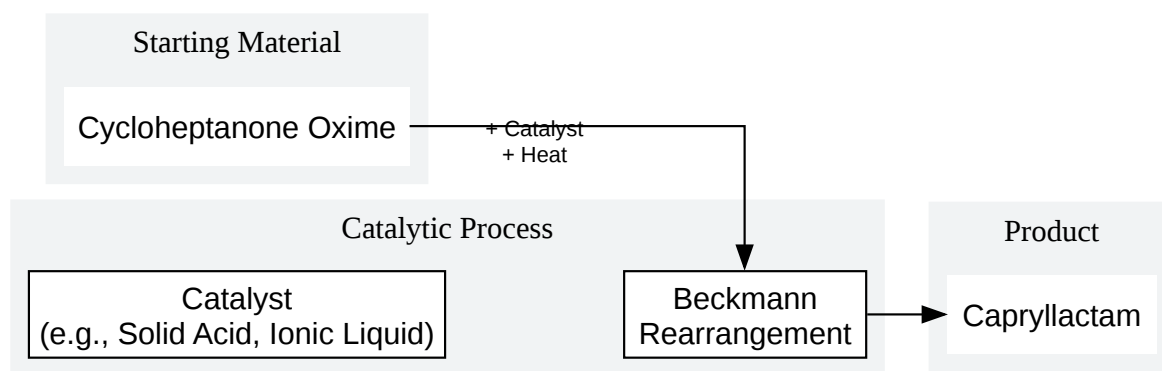 Starting Material
Cycloheptanone Oxime
+ Catalyst
+ Heat
Catalytic Process
Catalyst
(e.g., Solid Acid, Ionic Liquid)
Beckmann
Rearrangement
Product
Capryllactam